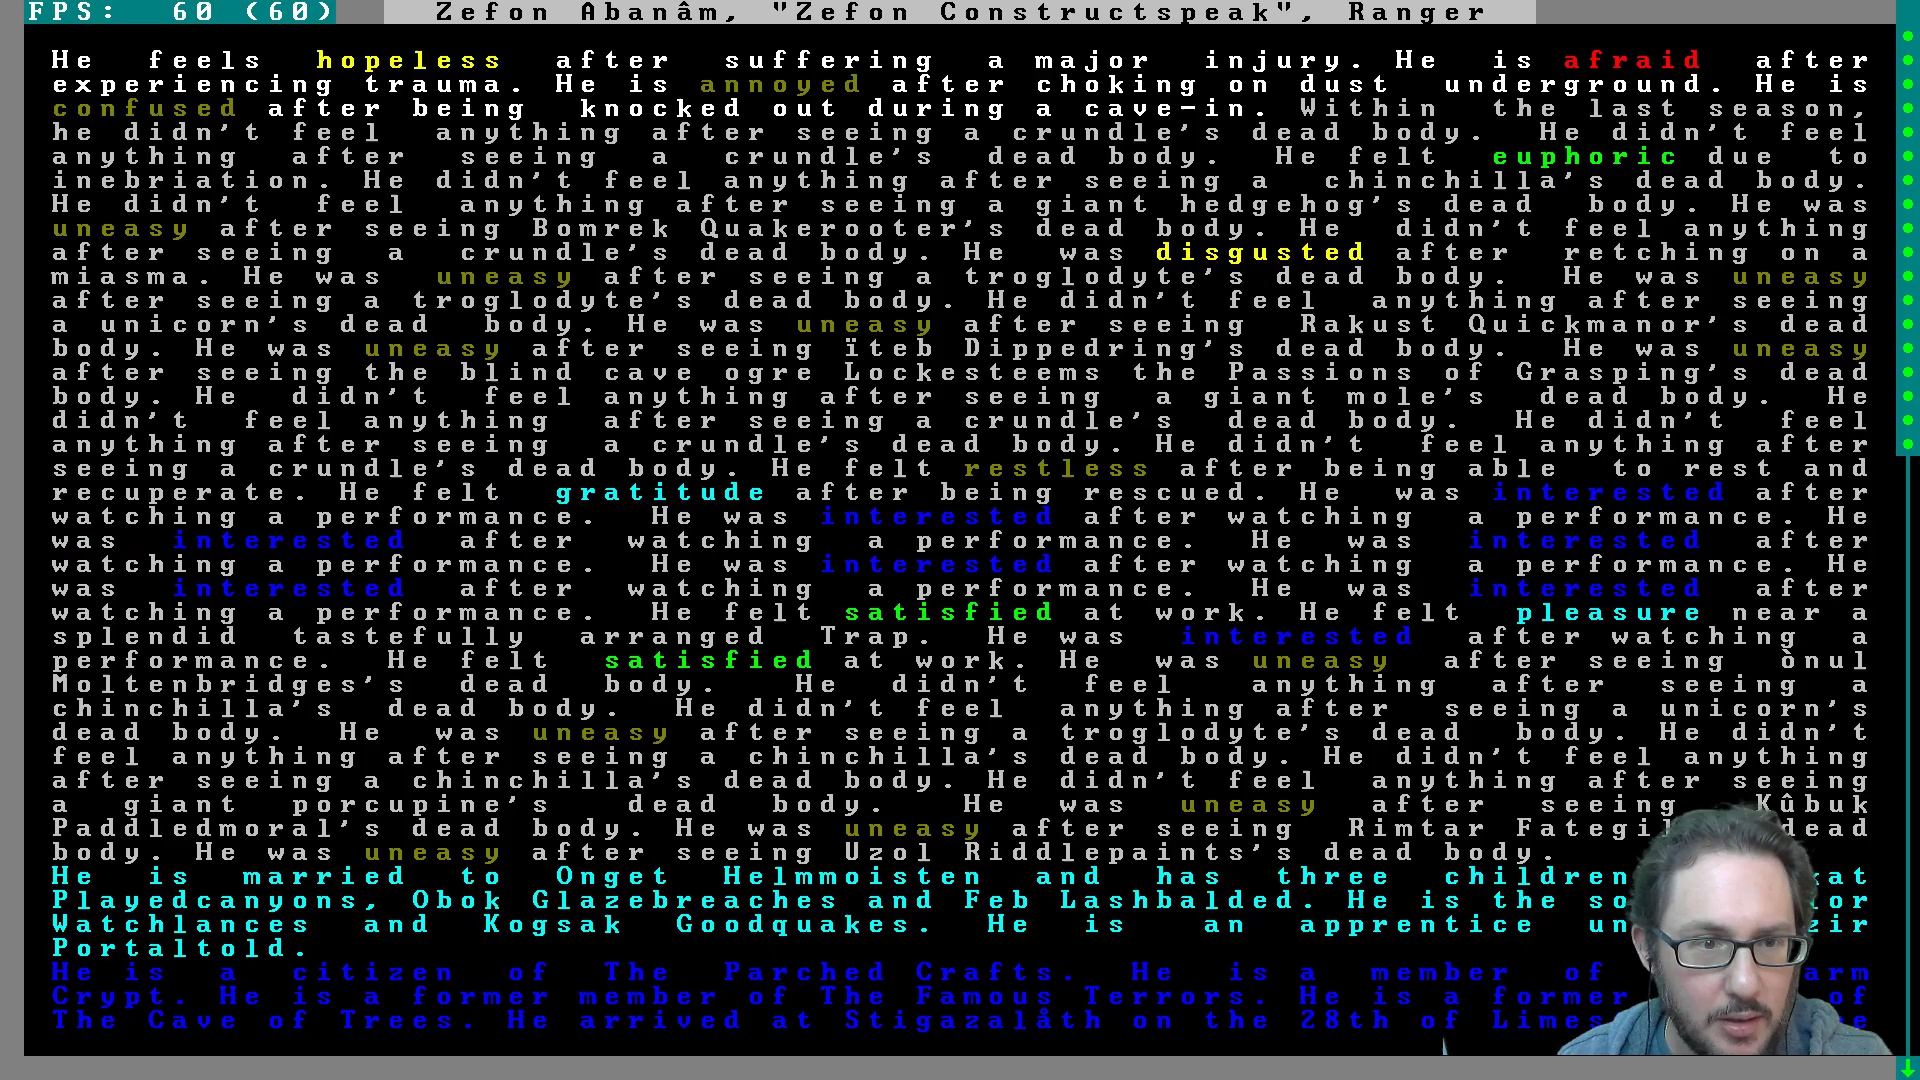 FPS: 60 (60) Zefon Abanâm, "Zefon Constructspeak", Ranger
He feels hopeless after suffering a major injury. He is afraid after
experiencing trauma. He is annoyed after choking on dust underground. He is
confused after being knocked out during a cave-in. Within the last season,
he didn't feel anything after seeing a crundle's dead body. He didn't feel
anything after seeing a crundle's dead body. He felt euphoric due to
inebriation. He didn't feel anything after seeing a chinchilla's dead body.
He didn't feel anything after seeing a giant hedgehog's dead body. He was
uneasy after seeing Bomrek Quakerooter's dead body. He didn't feel anything
after seeing a crundle's dead body. He was disgusted after retching on a
miasma. He was uneasy after seeing a troglodyte's dead body. He was uneasy
after seeing a troglodyte's dead body. He didn't feel anything after seeing
a unicorn's dead body. He was uneasy after seeing Rakust Quickmanor's dead
body. He was uneasy after seeing ïteb Dippedring's dead body. He was uneasy
after seeing the blind cave ogre Lockesteems the Passions of Grasping's dead
body. He didn't feel anything after seeing a giant mole's dead body. He
didn't feel anything after seeing a crundle's dead body. He didn't feel
anything after seeing a crundle's dead body. He didn't feel anything after
seeing a crundle's dead body. He felt restless after being able to rest and
recuperate. He felt gratitude after being rescued. He was interested after
watching a performance. He was interested after watching a performance. He
was interested after watching a performance. He was interested after
watching a performance. He was interested after watching a performance. He
was interested after watching a performance. He was interested after
watching a performance. He felt satisfied at work. He felt pleasure near a
splendid tastefully arranged Trap. He was interested after watching a
performance. He felt satisfied at work. He was uneasy after seeing ònul
Moltenbridges's dead body. He didn't feel anything after seeing a
chinchilla's dead body. He didn't feel anything after seeing a unicorn's
dead body. He was uneasy after seeing a troglodyte's dead body. He didn't
feel anything after seeing a chinchilla's dead body. He didn't feel anything
after seeing a chinchilla's dead body. He didn't feel anything after seeing
a giant porcupine's dead body. He was uneasy after seeing Kûbuk
Paddledmoral's dead body. He was uneasy after seeing Rimtar dead
body. He was uneasy after seeing Uzol Riddlepaints's dead body.
He is married to Onget Helmmoisten and has three children
Playedcanyons, Obok Glazebreaches and Feb Lashbalded. He is the
Watchlances and Kogsak Goodquakes. He is an apprentice
Portaltold.
He is a citizen of The Parched Crafts. He is a member of
Crypt. He is a former member of The Famous Terrors. He is a former of
The Cave of Trees. He arrived at Stigazalåth on the 28th of